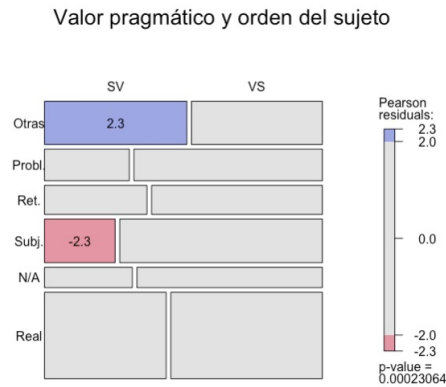 Valor pragmático y orden del sujeto
SV VS
Otras 2.3
Probl.
Ret.
Subj. -2.3
N/A
Real
Pearson
residuals:
2.3
2.0
0.0
-2.0
-2.3
p-value =
0.00023064